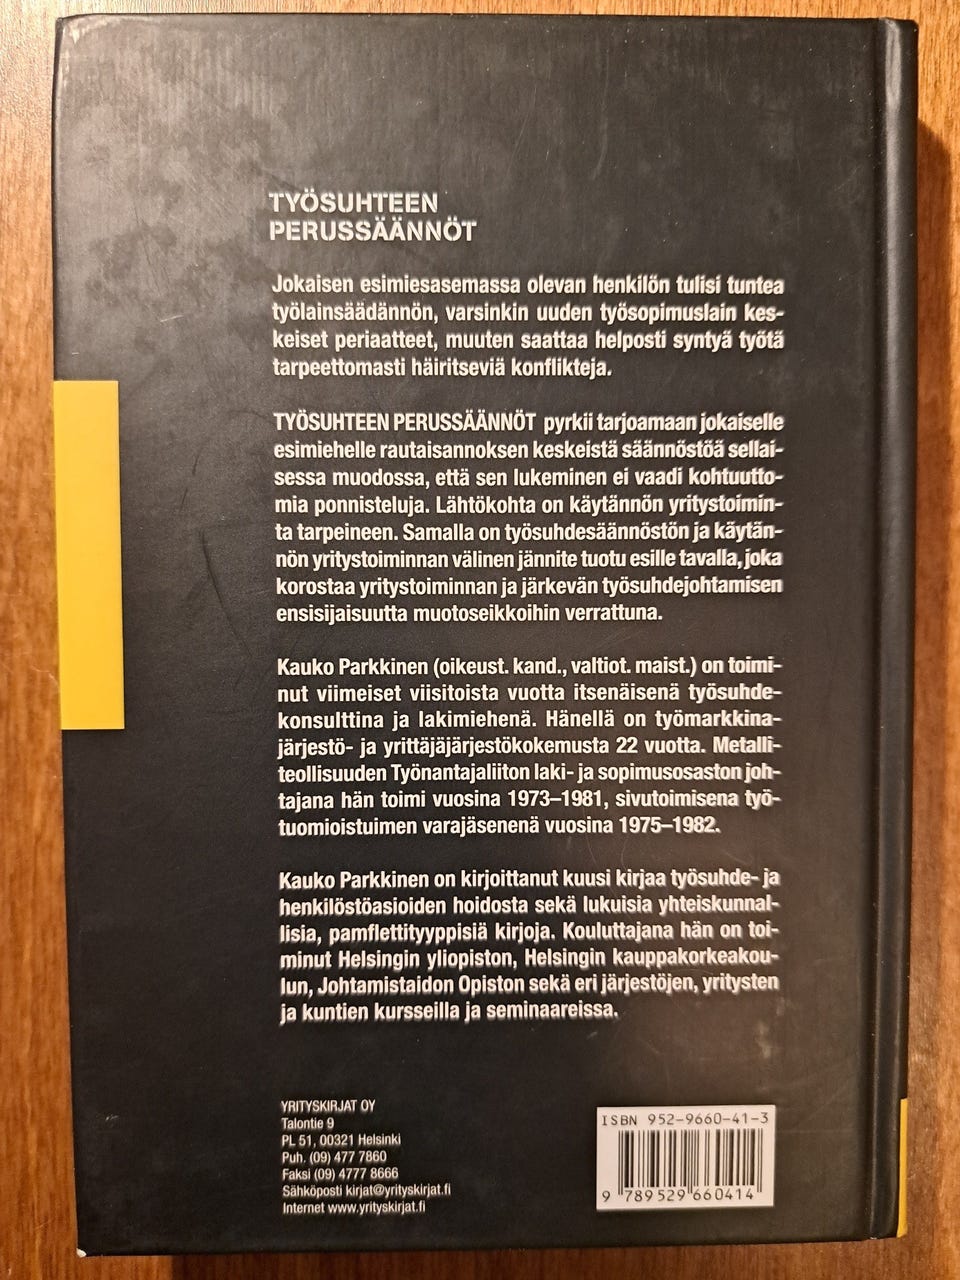 TYÖSUHTEEN
PERUSSÄÄNNÖT
Jokaisen esimiesasemassa olevan henkilön tulisi tuntea
työlainsäädännön, varsinkin uuden työsopimuslain kes-
keiset periaatteet, muuten saattaa helposti syntyä työtä
tarpeettomasti häiritseviä konflikteja.
TYÖSUHTEEN PERUSSÄÄNNÖT pyrkii tarjoamaan jokaiselle
esimiehelle rautaisannoksen keskeistä säännöstöä sellai-
sessa muodossa, että sen lukeminen ei vaadi kohtuutto-
mia ponnisteluja. Lähtökohta on käytännön yritystoimin-
ta tarpeineen. Samalla on työsuhdesäännöstön ja käytän-
nön yritystoiminnan välinen jännite tuotu esille tavalla, joka
korostaa yritystoiminnan ja järkevän työsuhdejohtamisen
ensisijaisuutta muotoseikkoihin verrattuna.
Kauko Parkkinen (oikeust. kand., valtiot. maist.) on toimi-
nut viimeiset viisitoista vuotta itsenäisenä työsuhde-
konsulttina ja lakimiehenä. Hänellä on työmarkkina-
järjestö- ja yrittäjäjärjestökokemusta 22 vuotta. Metalli-
teollisuuden Työnantajaliiton laki- ja sopimusosaston joh-
tajana hän toimi vuosina 1973–1981, sivutoimisena työ-
tuomioistuimen varajäsenenä vuosina 1975–1982.
Kauko Parkkinen on kirjoittanut kuusi kirjaa työsuhde- ja
henkilöstöasioiden hoidosta sekä lukuisia yhteiskunnal-
lisia, pamflettityyppisiä kirjoja. Kouluttajana hän on toi-
minut Helsingin yliopiston, Helsingin kauppakorkeakou-
lun, Johtamistaidon Opiston sekä eri järjestöjen, yritysten
ja kuntien kursseilla ja seminaareissa.
YRITYSKIRJAT OY
Talontie 9
PL 51, 00321 Helsinki
Puh. (09) 477 7860
Faksi (09) 4777 8666
Sähköposti kirjat@yrityskirjat.fi
Internet www.yrityskirjat.fi
ISBN 952-9660-41-3
9 789529 660414